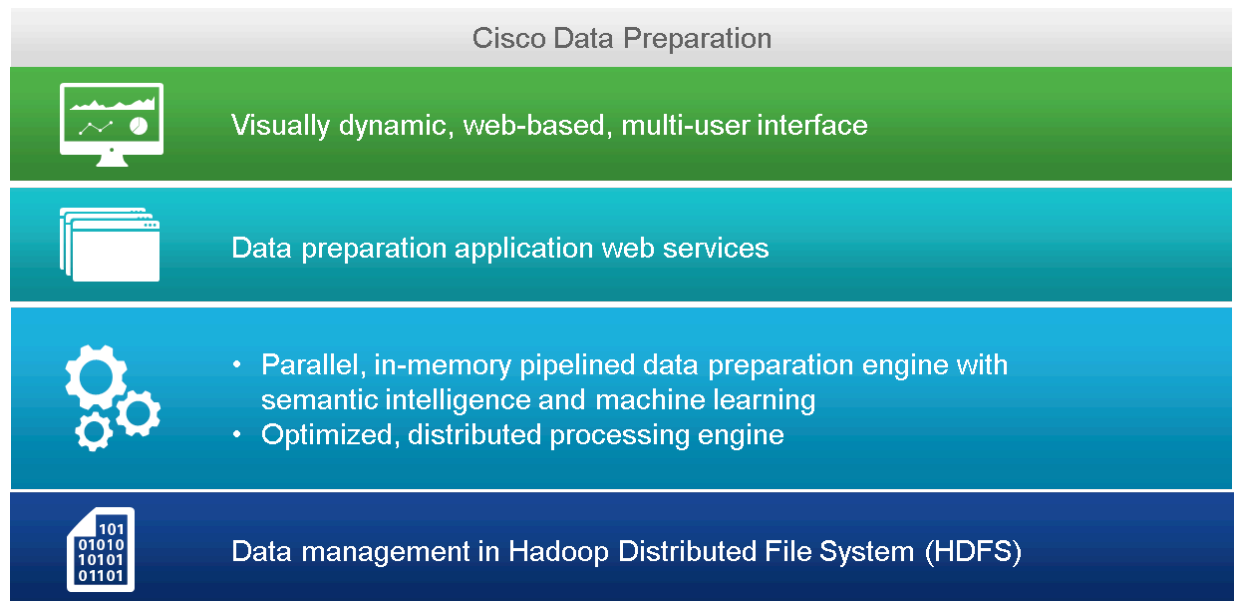 Cisco Data Preparation
Visually dynamic, web-based, multi-user interface
Data preparation application web services
• Parallel, in-memory pipelined data preparation engine with
semantic intelligence and machine learning
• Optimized, distributed processing engine
101
01010
10101
01101
Data management in Hadoop Distributed File System (HDFS)